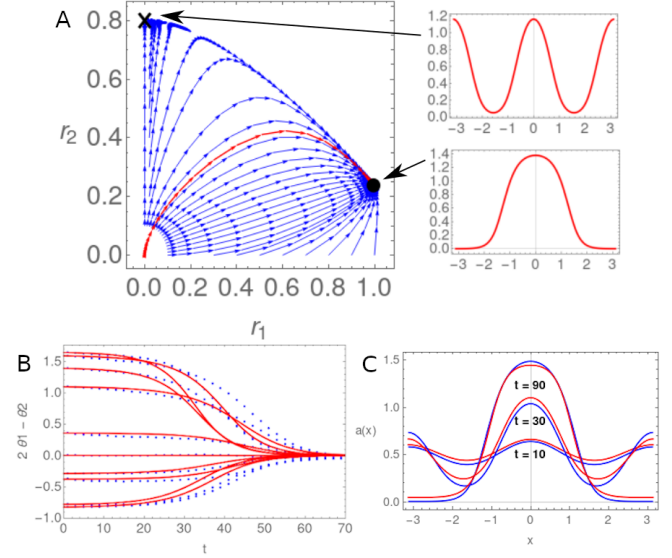 A
0.8
0.6
r2
0.4
0.2
0.0
0.0 0.2 0.4 0.6 0.8 1.0
r1
1.2
1.0
0.8
0.6
0.4
0.2
0.0
−3 −2 −1 0 1 2 3
1.4
1.2
1.0
0.8
0.6
0.4
0.2
0.0
−3 −2 −1 0 1 2 3
B
1.5
1.0
0.5
0.0
-0.5
-1.0
2 θ1 − θ2
0 10 20 30 40 50 60 70
t
C
1.5
1.0
a(x)
0.5
0.0
t = 90
t = 30
t = 10
-3 -2 -1 0 1 2 3
x